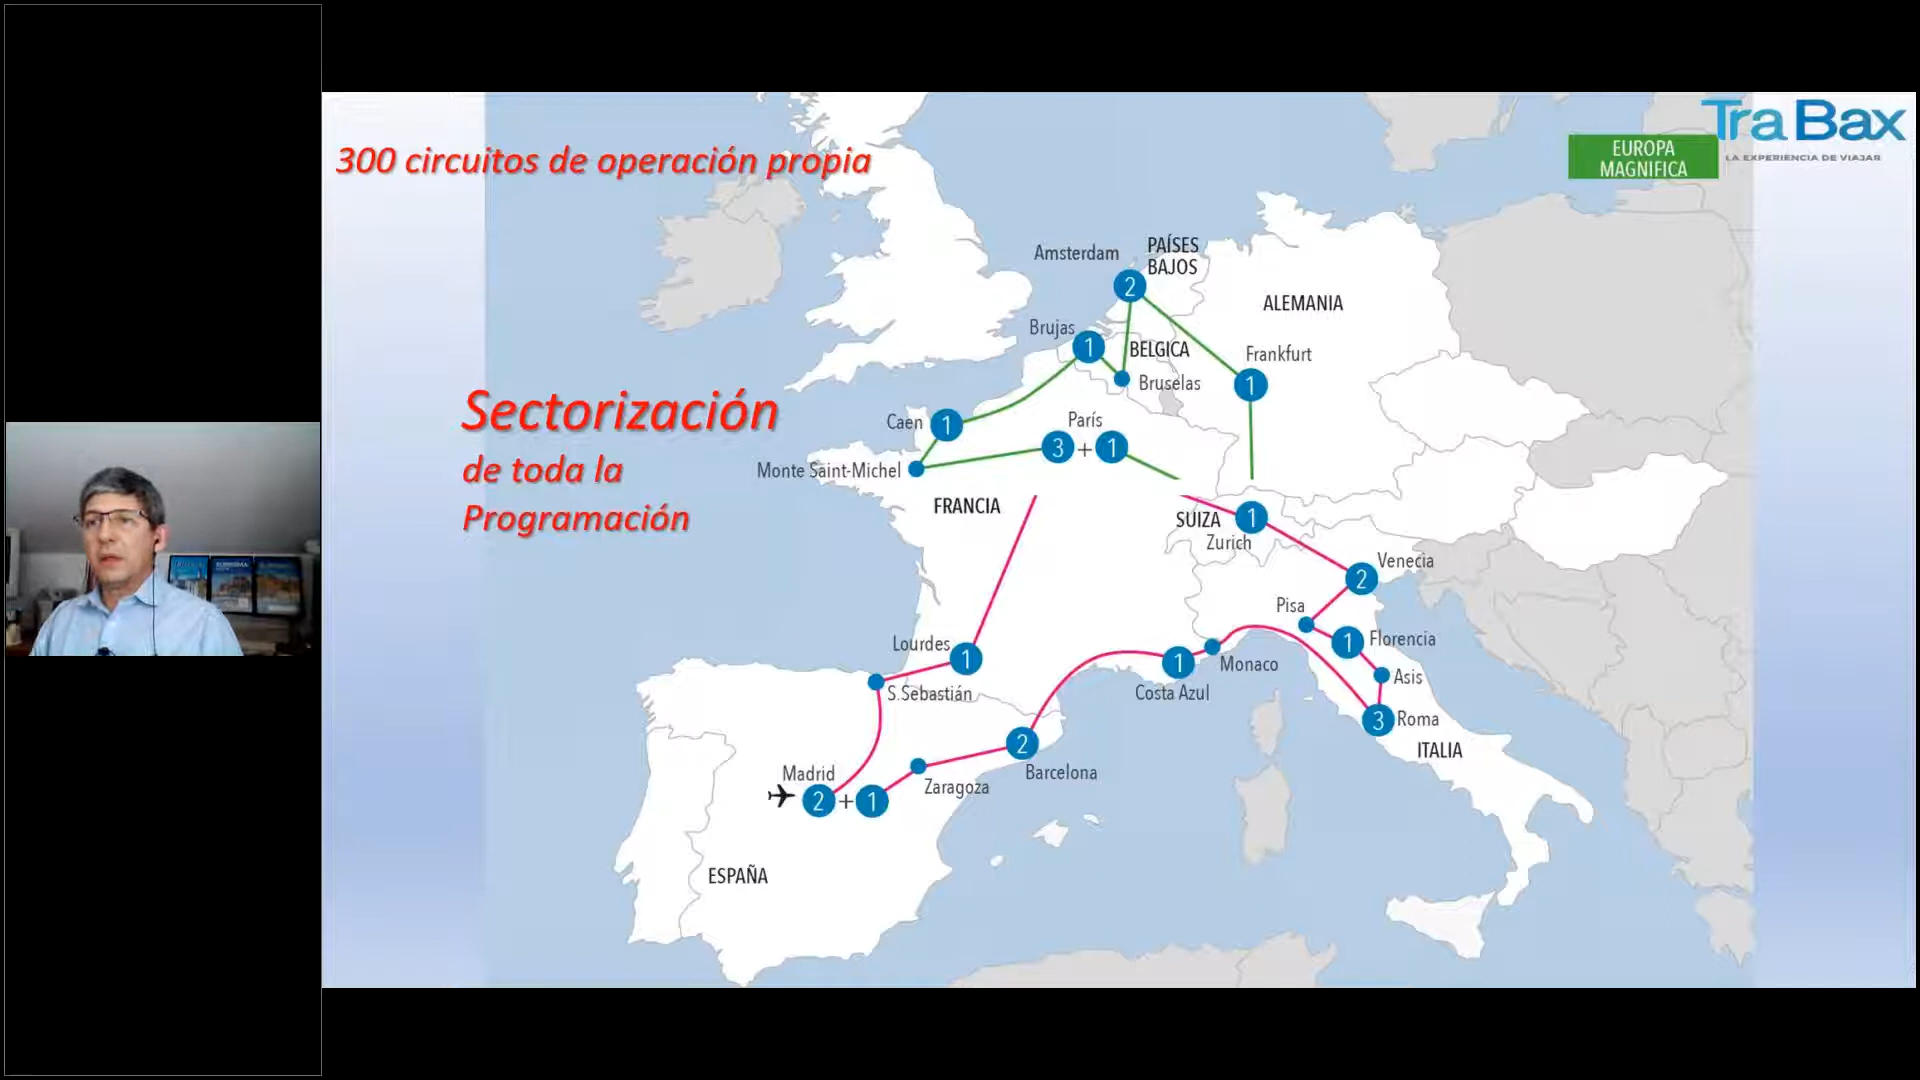 300 circuitos de operación propia
Tra Bax
LA EXPERIENCIA DE VIAJAR
EUROPA
MAGNIFICA
Sectorización
de toda la
Programación
Amsterdam
PAÍSES
BAJOS
2
ALEMANIA
Brujas
1
BELGICA
Bruselas
Frankfurt
1
Caen
1
París
3 + 1
Monte Saint-Michel
FRANCIA
SUIZA
1
Zurich
Venecia
2
Pisa
1
Florencia
Asis
3
Roma
ITALIA
Lourdes
1
S.Sebastián
1
Monaco
Costa Azul
2
Barcelona
Zaragoza
Madrid
2 + 1
ESPAÑA